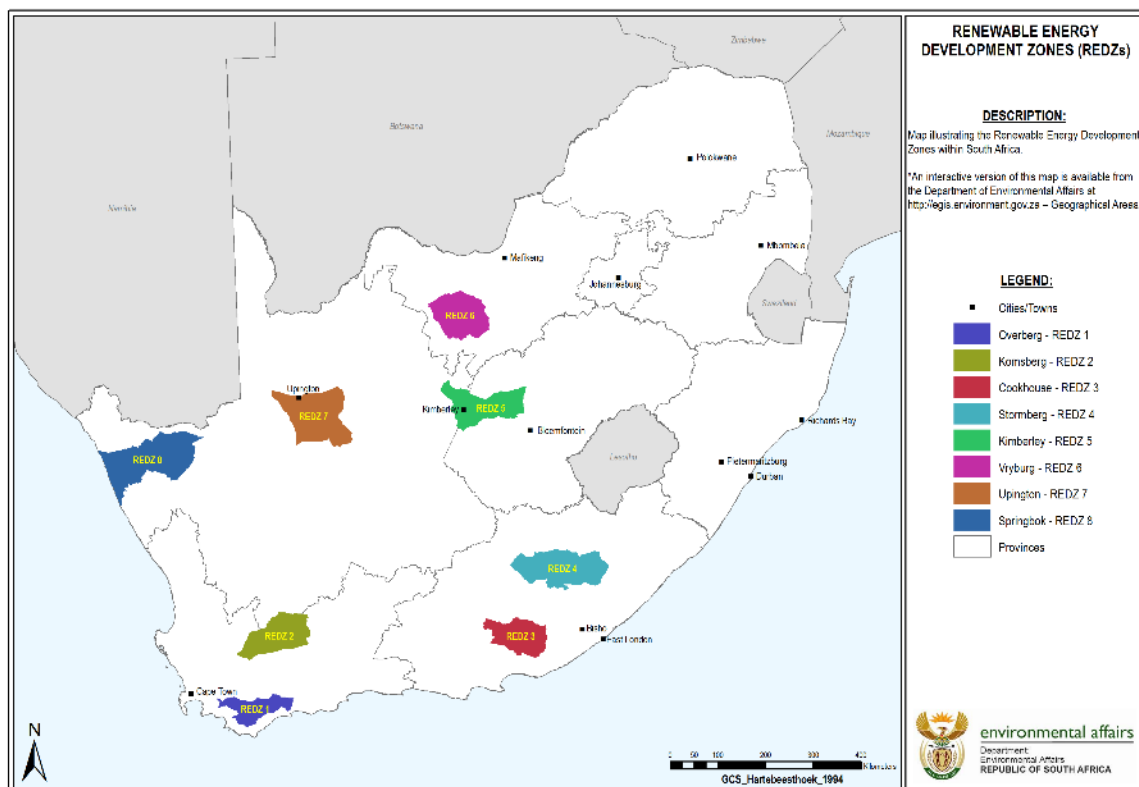 RENEWABLE ENERGY
DEVELOPMENT ZONES (REDZs)
DESCRIPTION:
Map illustrating the Renewable Energy Development
Zones within South Africa.
*An interactive version of this map is available from
the Department of Environmental Affairs at
http://egis.environment.gov.za – Geographical Areas
LEGEND:
Cities/Towns
Overberg - REDZ 1
Komsberg - REDZ 2
Cookhouse - REDZ 3
Stormberg - REDZ 4
Kimberley - REDZ 5
Vryburg - REDZ 6
Upington - REDZ 7
Springbok - REDZ 8
Provinces
Zimbabwe
Botswana
Mozambique
Namibia
Polokwane
Mbombela
Mafikeng
Johannesburg
Swaziland
REDZ 6
Upington
REDZ 7
Kimberley
REDZ 5
Bloemfontein
Richards Bay
REDZ 8
Lesotho
Pietermaritzburg
Durban
REDZ 4
REDZ 2
REDZ 3
Bisho
East London
Cape Town
REDZ 1
N
0 50 100 200 300 400
Kilometers
GCS_Hartebeesthoek_1994
environmental affairs
Department:
Environmental Affairs
REPUBLIC OF SOUTH AFRICA